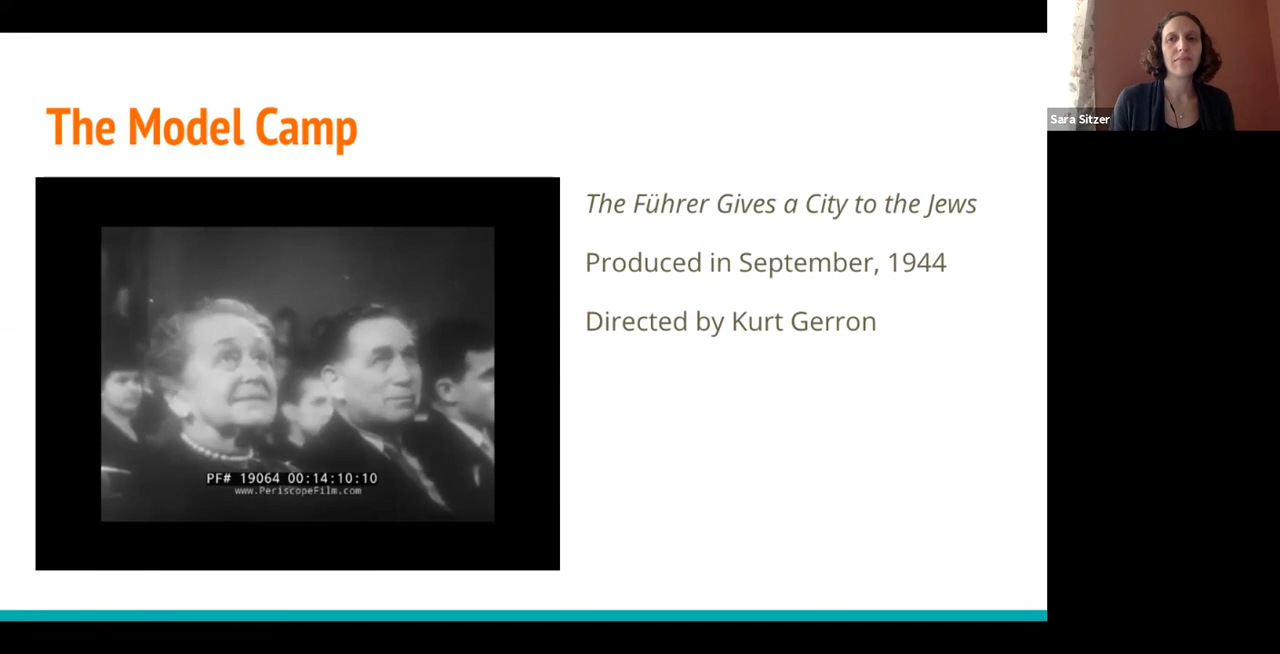 The Model Camp
The Führer Gives a City to the Jews
Produced in September, 1944
Directed by Kurt Gerron
PF# 19064 00:14:10:10
www.PeriscopeFilm.com
Sara Sitzer